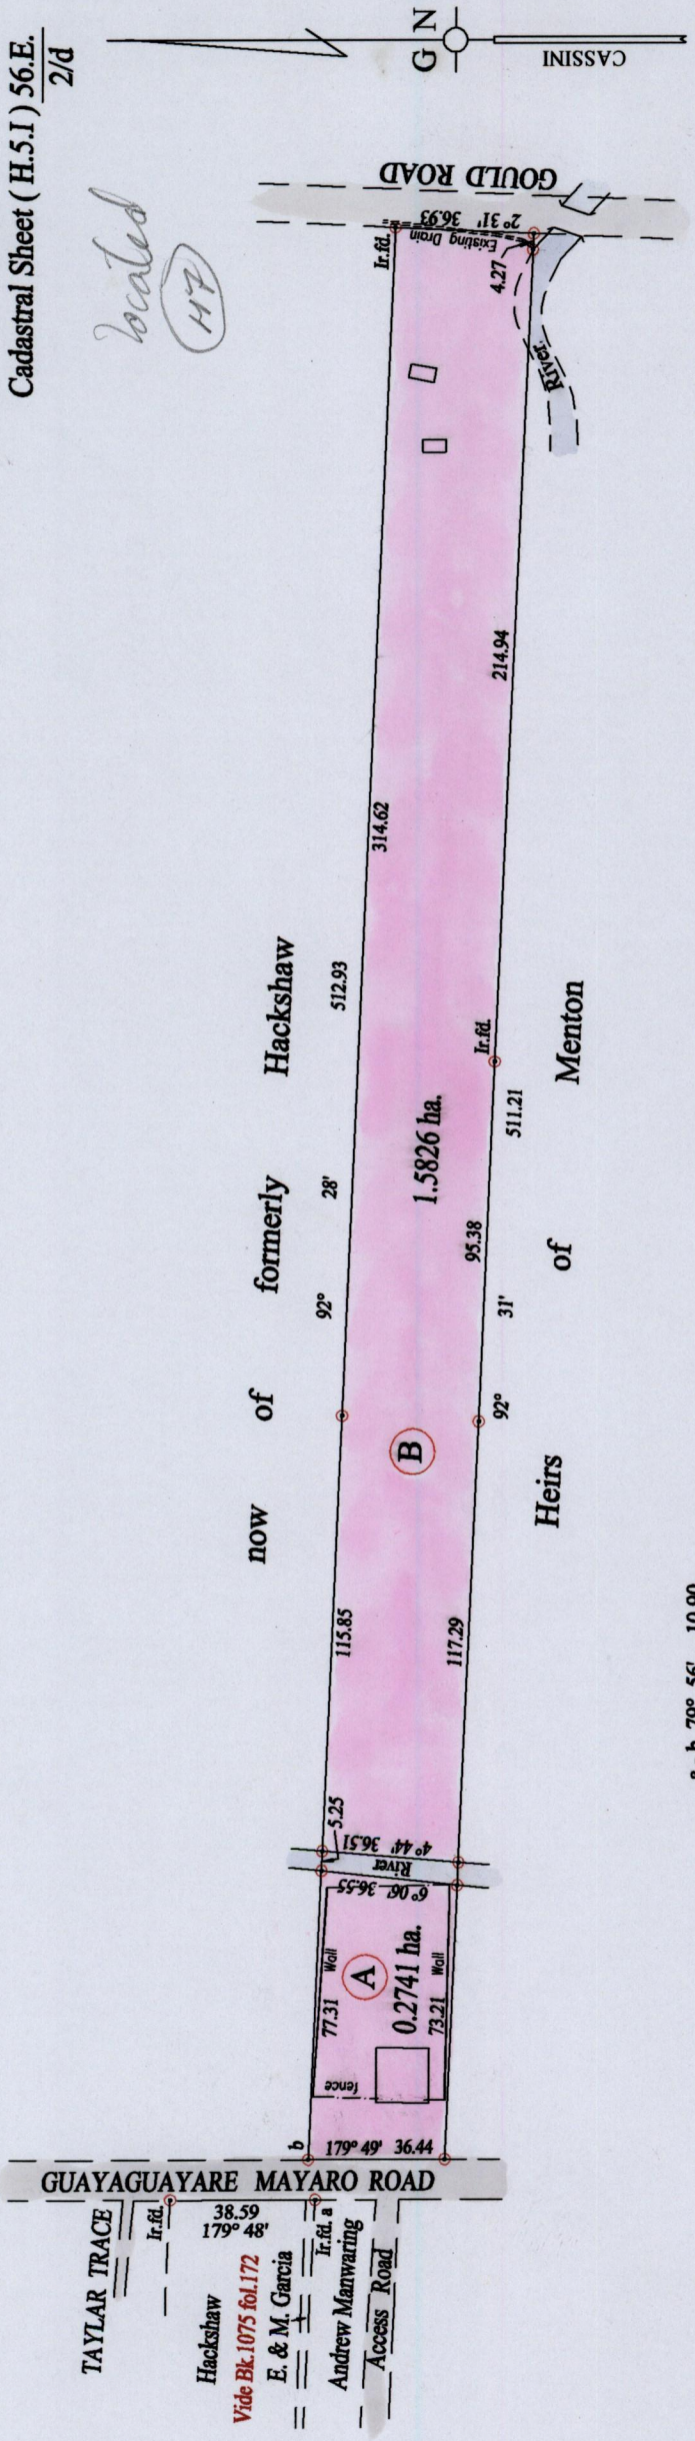 Cadastral Sheet ( H.5.I ) 56.E.
2/d
located
H7
G N
CASSINI
GOULD ROAD
Ir.fd.
Existing Drain
2° 31' 36.93
4.27
River.
314.62
214.94
now of formerly Hackshaw
92° 28' 512.93
1.5826 ha.
Ir.fd.
95.38
92° 31' 511.21
Heirs of Menton
B
115.85
117.29
5.25
4° 44' 36.51
River
6° 06' 36.55
A
0.2741 ha.
77.31
Wall
73.21
Wall
fence
b
179° 49' 36.44
GUAYAGUAYARE MAYARO ROAD
TAYLAR TRACE
Ir.fd.
38.59
179° 48'
Hackshaw
Vide Bk.1075 fol.172
E. & M. Garcia
Ir.fd. a
Andrew Manwaring
Access Road
a b 79° 56' 10.90